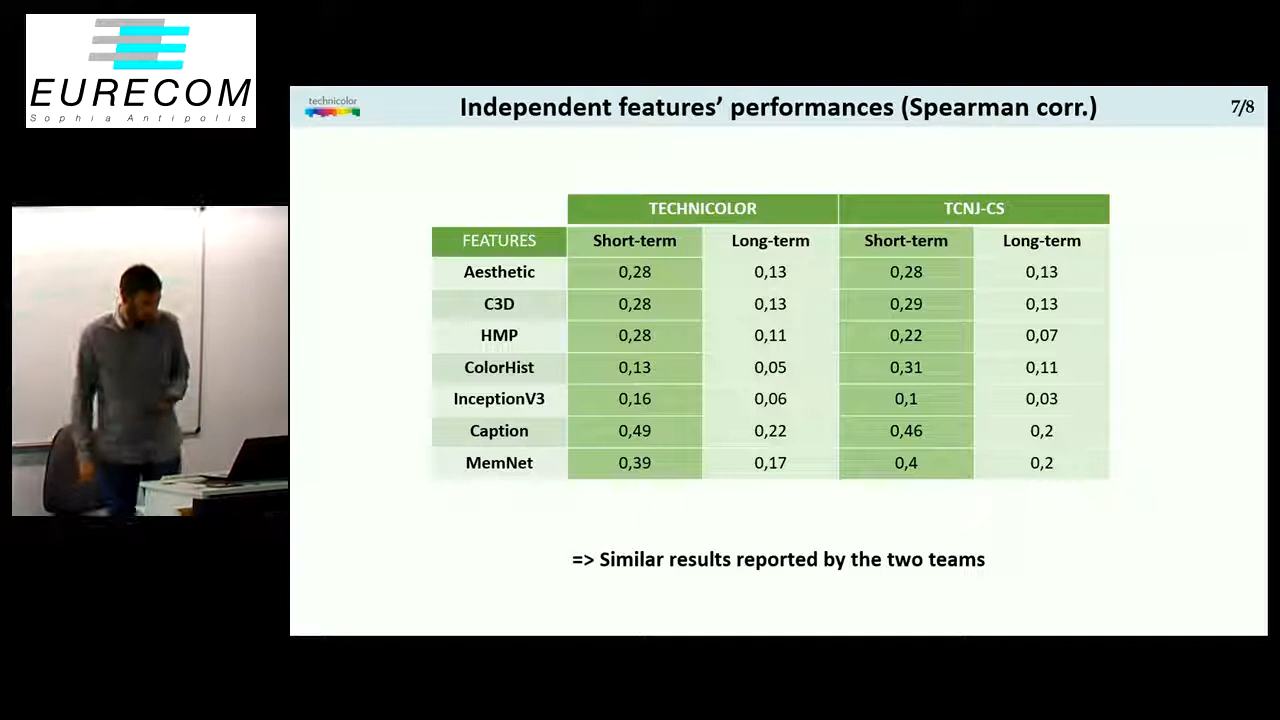 EURECOM
Sophia Antipolis
technicolor
Independent features’ performances (Spearman corr.)
7/8
TECHNICOLOR TCNJ-CS
FEATURES Short-term Long-term Short-term Long-term
Aesthetic 0,28 0,13 0,28 0,13
C3D 0,28 0,13 0,29 0,13
HMP 0,28 0,11 0,22 0,07
ColorHist 0,13 0,05 0,31 0,11
InceptionV3 0,16 0,06 0,1 0,03
Caption 0,49 0,22 0,46 0,2
MemNet 0,39 0,17 0,4 0,2
=> Similar results reported by the two teams